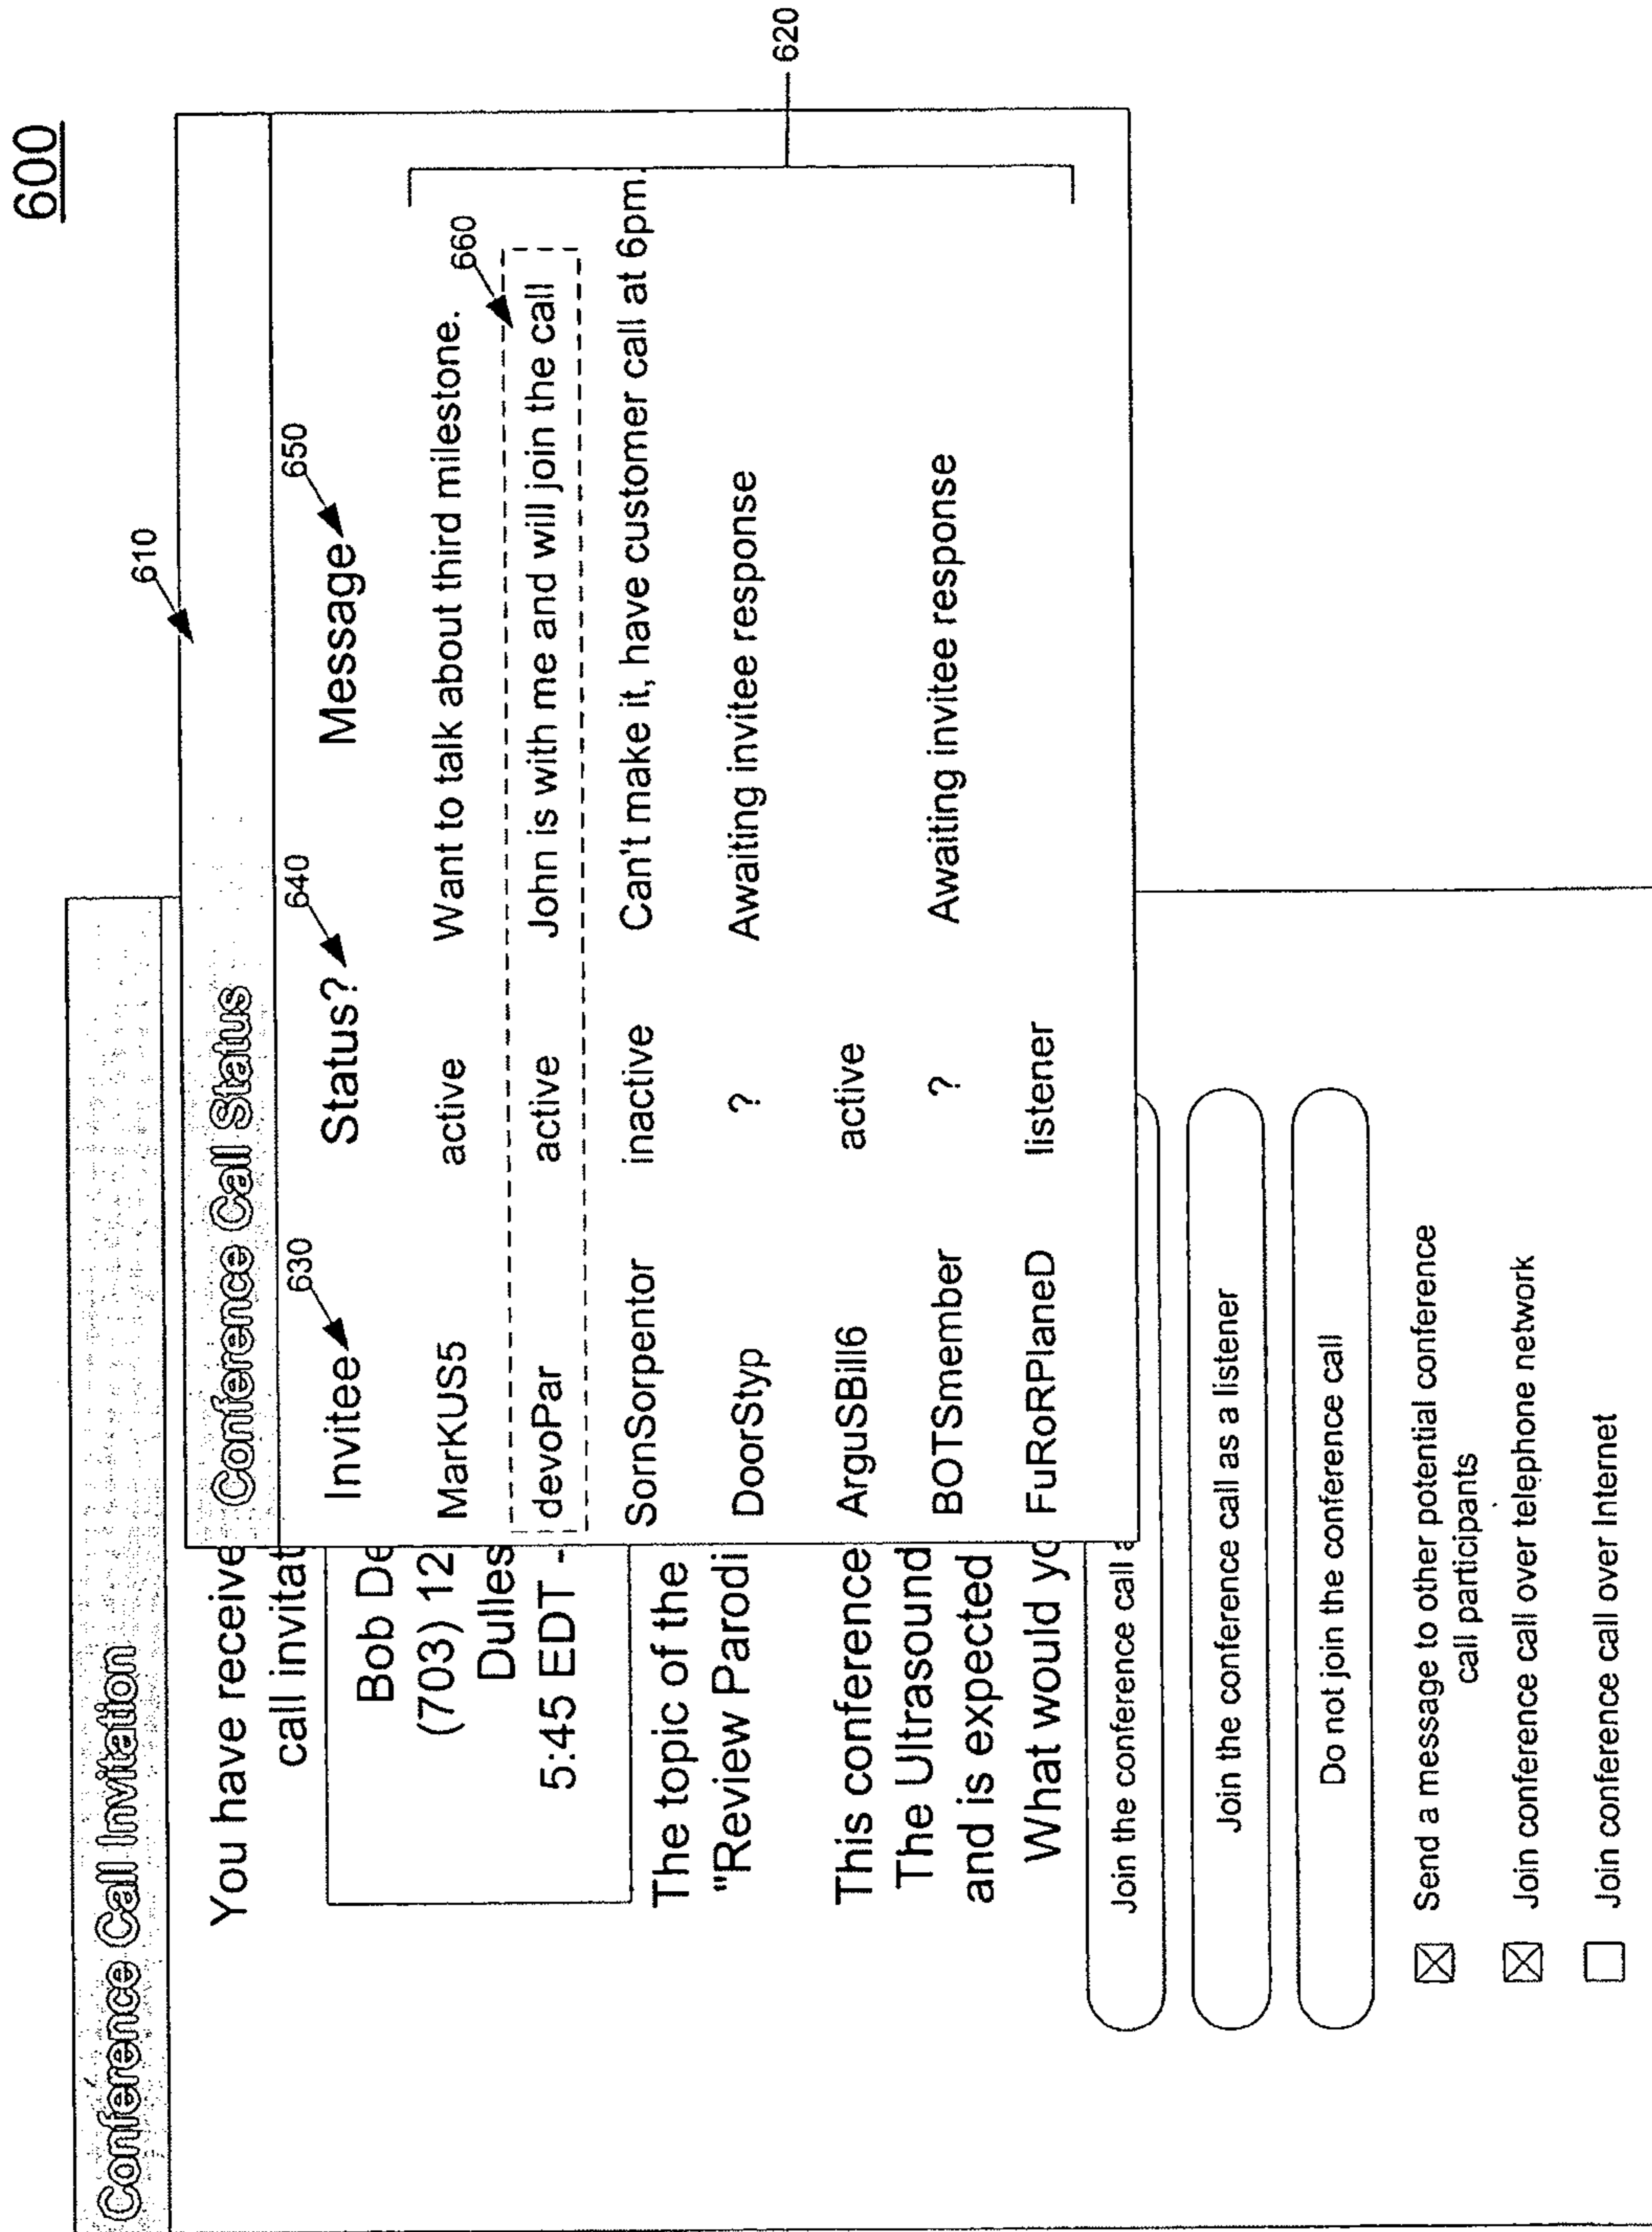 600
Conference Call Invitation
You have receive
call invitat
Bob De
(703) 12
Dulles
5:45 EDT -
The topic of the
"Review Parodi
This conference
The Ultrasound
and is expected
What would yo
Join the conference call a
Join the conference call as a listener
Do not join the conference call
Send a message to other potential conference
call participants
Join conference call over telephone network
Join conference call over Internet
610
Conference Call Status
630 640 650
Invitee Status? Message
660
MarKUS5 active Want to talk about third milestone.
devoPar active John is with me and will join the call
SornSorpentor inactive Can't make it, have customer call at 6pm.
DoorStyp ? Awaiting invitee response
ArguSBill6 active
BOTSmember ? Awaiting invitee response
FuRoRPlaneD listener
620